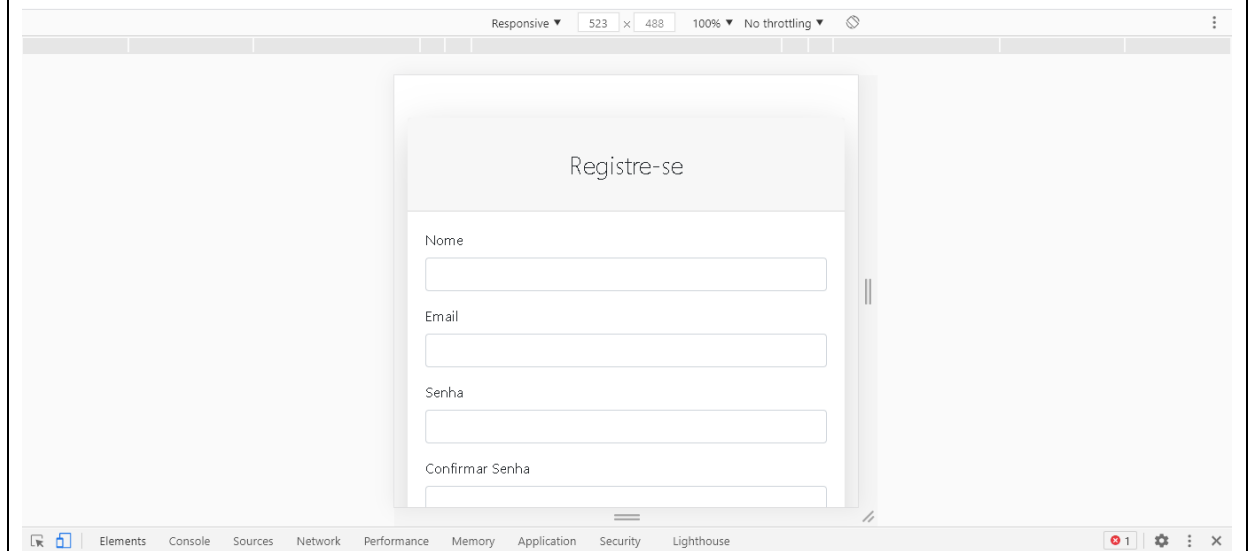 Responsive ▼ 523 × 488 100% ▼ No throttling ▼
Registre-se
Nome
Email
Senha
Confirmar Senha
Elements Console Sources Network Performance Memory Application Security Lighthouse 1